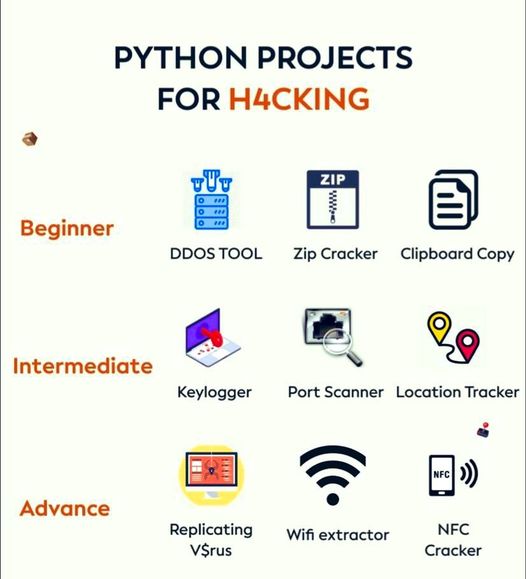 PYTHON PROJECTS
FOR H4CKING
ZIP
Beginner
DDOS TOOL
Zip Cracker
Clipboard Copy
Intermediate
Keylogger
Port Scanner
Location Tracker
NFC
Advance
Replicating
V$rus
Wifi extractor
NFC
Cracker